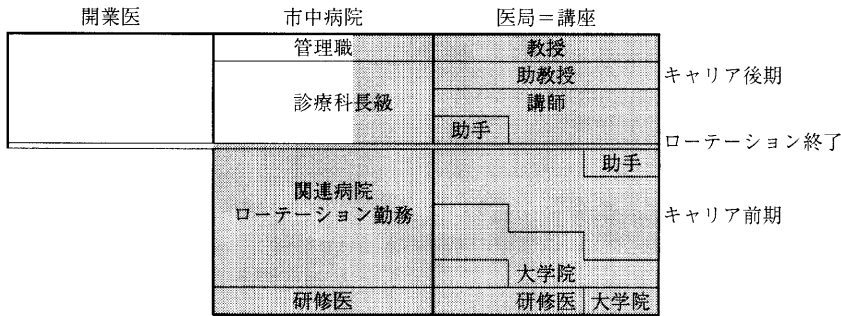 開業医 市中病院 医局＝講座
管理職 教授
助教授 キャリア後期
診療科長級 講師
助手 ローテーション終了
助手
関連病院
ローテーション勤務 キャリア前期
大学院
研修医 研修医 大学院